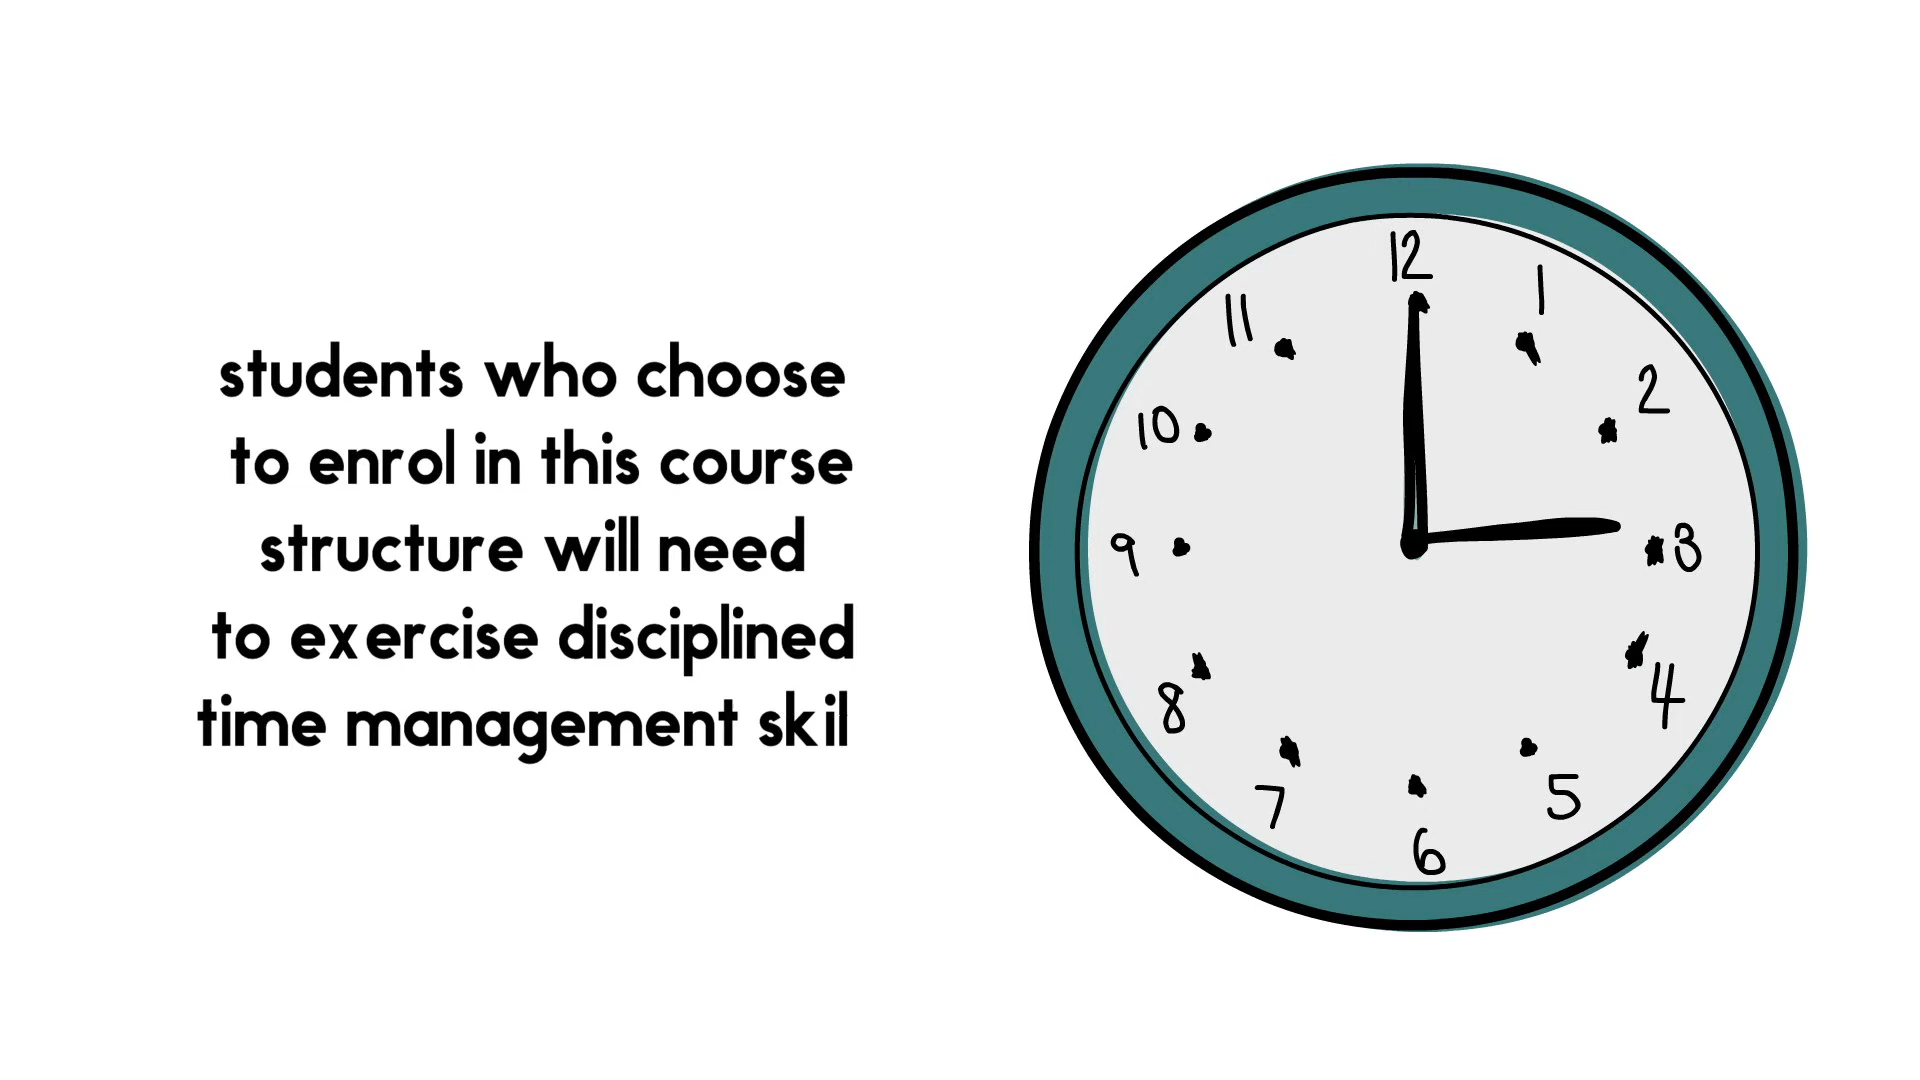 students who choose
to enrol in this course
structure will need
to exercise disciplined
time management skil
12
1
2
3
4
5
6
7
8
9
10
11